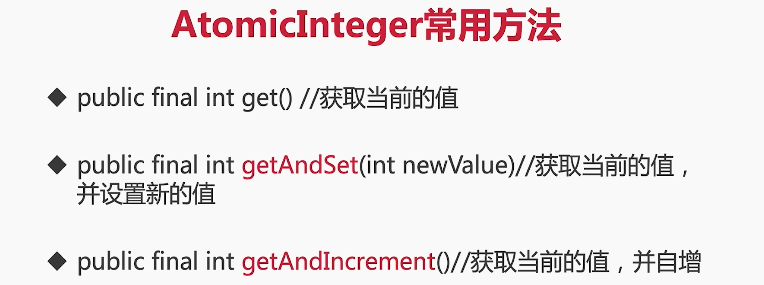 AtomicInteger常用方法
◆ public final int get() //获取当前的值
◆ public final int getAndSet(int newValue)//获取当前的值，
并设置新的值
◆ public final int getAndIncrement()//获取当前的值，并自增